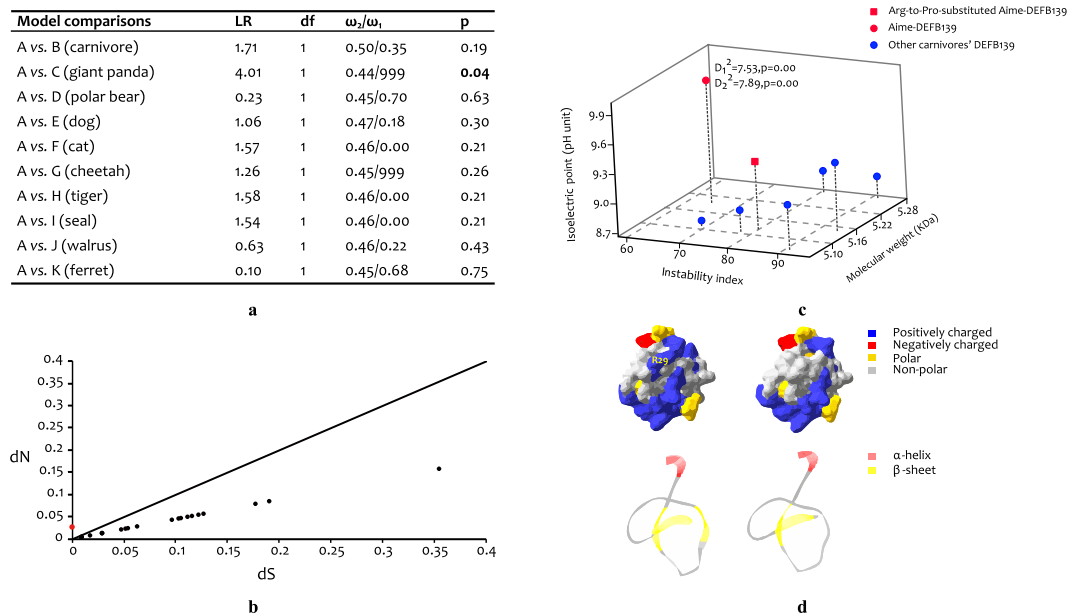 Model comparisons LR df ω₂/ω₁ p
A vs. B (carnivore) 1.71 1 0.50/0.35 0.19
A vs. C (giant panda) 4.01 1 0.44/999 0.04
A vs. D (polar bear) 0.23 1 0.45/0.70 0.63
A vs. E (dog) 1.06 1 0.47/0.18 0.30
A vs. F (cat) 1.57 1 0.46/0.00 0.21
A vs. G (cheetah) 1.26 1 0.45/999 0.26
A vs. H (tiger) 1.58 1 0.46/0.00 0.21
A vs. I (seal) 1.54 1 0.46/0.00 0.21
A vs. J (walrus) 0.63 1 0.46/0.22 0.43
A vs. K (ferret) 0.10 1 0.45/0.68 0.75
a
0.4
0.35
0.3
0.25
dN 0.2
0.15
0.1
0.05
0
0 0.05 0.1 0.15 0.2 0.25 0.3 0.35 0.4
dS
b
Arg-to-Pro-substituted Aime-DEFB139
Aime-DEFB139
Other carnivores' DEFB139
D₁²=7.53,p=0.00
D₂²=7.89,p=0.00
Isoelectric point (pH unit)
9.9
9.6
9.3
9.0
8.7
60 70 80 90
Instability index
5.10 5.16 5.22 5.28
Molecular weight (KDa)
c
R29
Positively charged
Negatively charged
Polar
Non-polar
α-helix
β-sheet
d